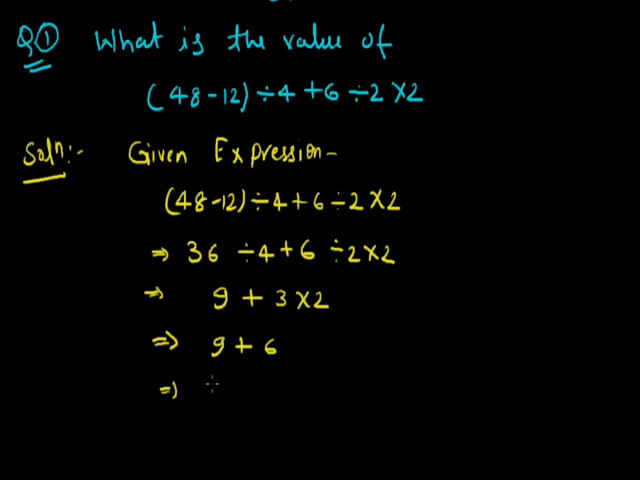 Q① What is the value of
(48-12) ÷4 +6 ÷2 ×2
Soln:- Given Expression-
(48-12) ÷4+6 ÷2×2
⇒ 36 ÷4+6 ÷2×2
⇒ 9 + 3×2
⇒ 9+6
⇒